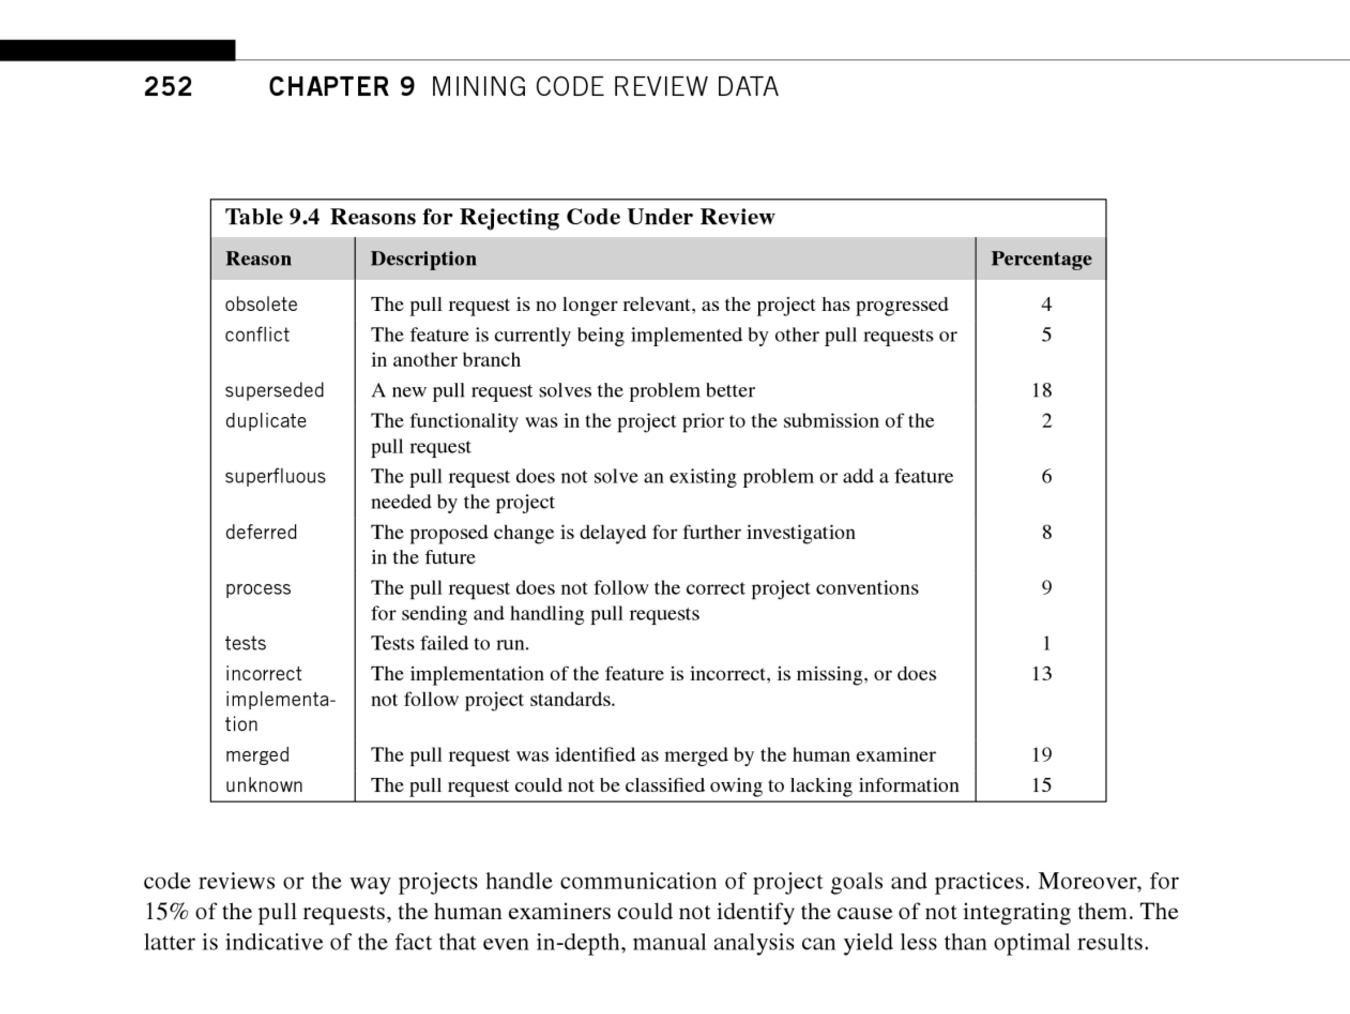 252 CHAPTER 9 MINING CODE REVIEW DATA
Table 9.4 Reasons for Rejecting Code Under Review
Reason Description Percentage
obsolete The pull request is no longer relevant, as the project has progressed 4
conflict The feature is currently being implemented by other pull requests or 5
in another branch
superseded A new pull request solves the problem better 18
duplicate The functionality was in the project prior to the submission of the 2
pull request
superfluous The pull request does not solve an existing problem or add a feature 6
needed by the project
deferred The proposed change is delayed for further investigation 8
in the future
process The pull request does not follow the correct project conventions 9
for sending and handling pull requests
tests Tests failed to run. 1
incorrect The implementation of the feature is incorrect, is missing, or does 13
implementa- not follow project standards.
tion
merged The pull request was identified as merged by the human examiner 19
unknown The pull request could not be classified owing to lacking information 15
code reviews or the way projects handle communication of project goals and practices. Moreover, for
15% of the pull requests, the human examiners could not identify the cause of not integrating them. The
latter is indicative of the fact that even in-depth, manual analysis can yield less than optimal results.